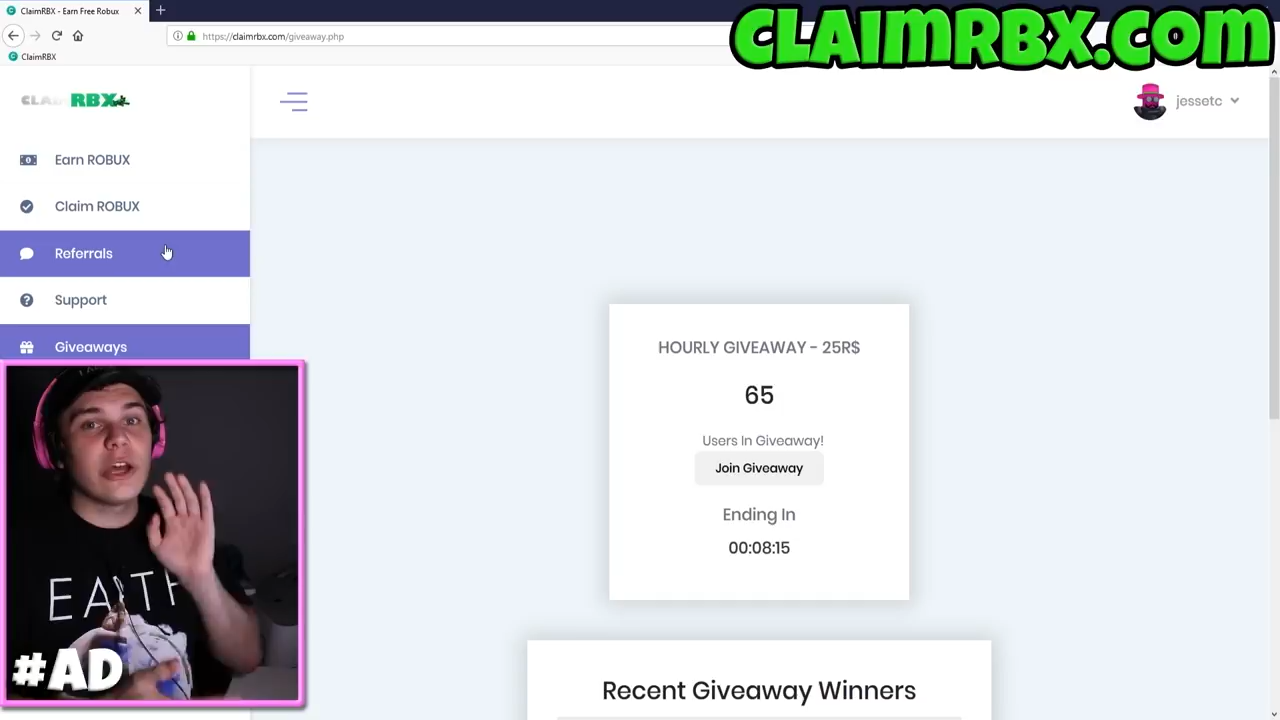 ClaimRBX - Earn Free Robux
CLAIMRBX.COM
https://claimrbx.com/giveaway.php
ClaimRBX
CLAIMRBX
jessetc
Earn ROBUX
Claim ROBUX
Referrals
Support
Giveaways
HOURLY GIVEAWAY - 25R$
65
Users In Giveaway!
Join Giveaway
Ending In
00:08:15
EARTH
#AD
Recent Giveaway Winners